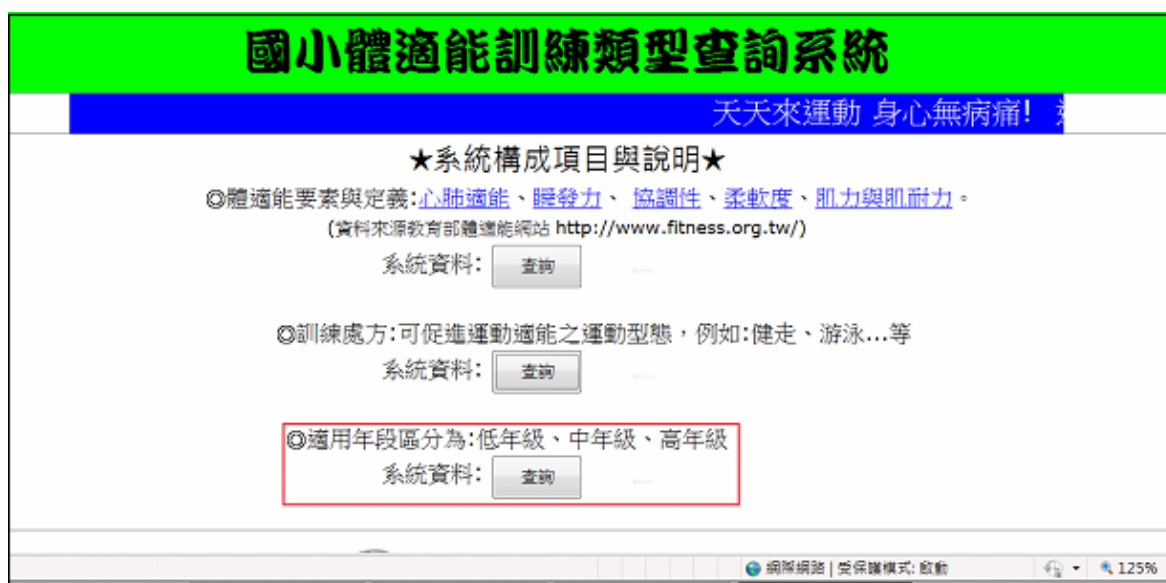 國小體適能訓練類型查詢系統
天天來運動 身心無病痛!
★系統構成項目與說明★
◎體適能要素與定義:心肺適能、瞬發力、 協調性、柔軟度、肌力與肌耐力。
(資料來源教育部體適能網站 http://www.fitness.org.tw/)
系統資料: 查詢
◎訓練處方:可促進運動適能之運動型態，例如:健走、游泳...等
系統資料: 查詢
◎適用年段區分為:低年級、中年級、高年級
系統資料: 查詢
網際網路 | 受保護模式: 啟動 125%